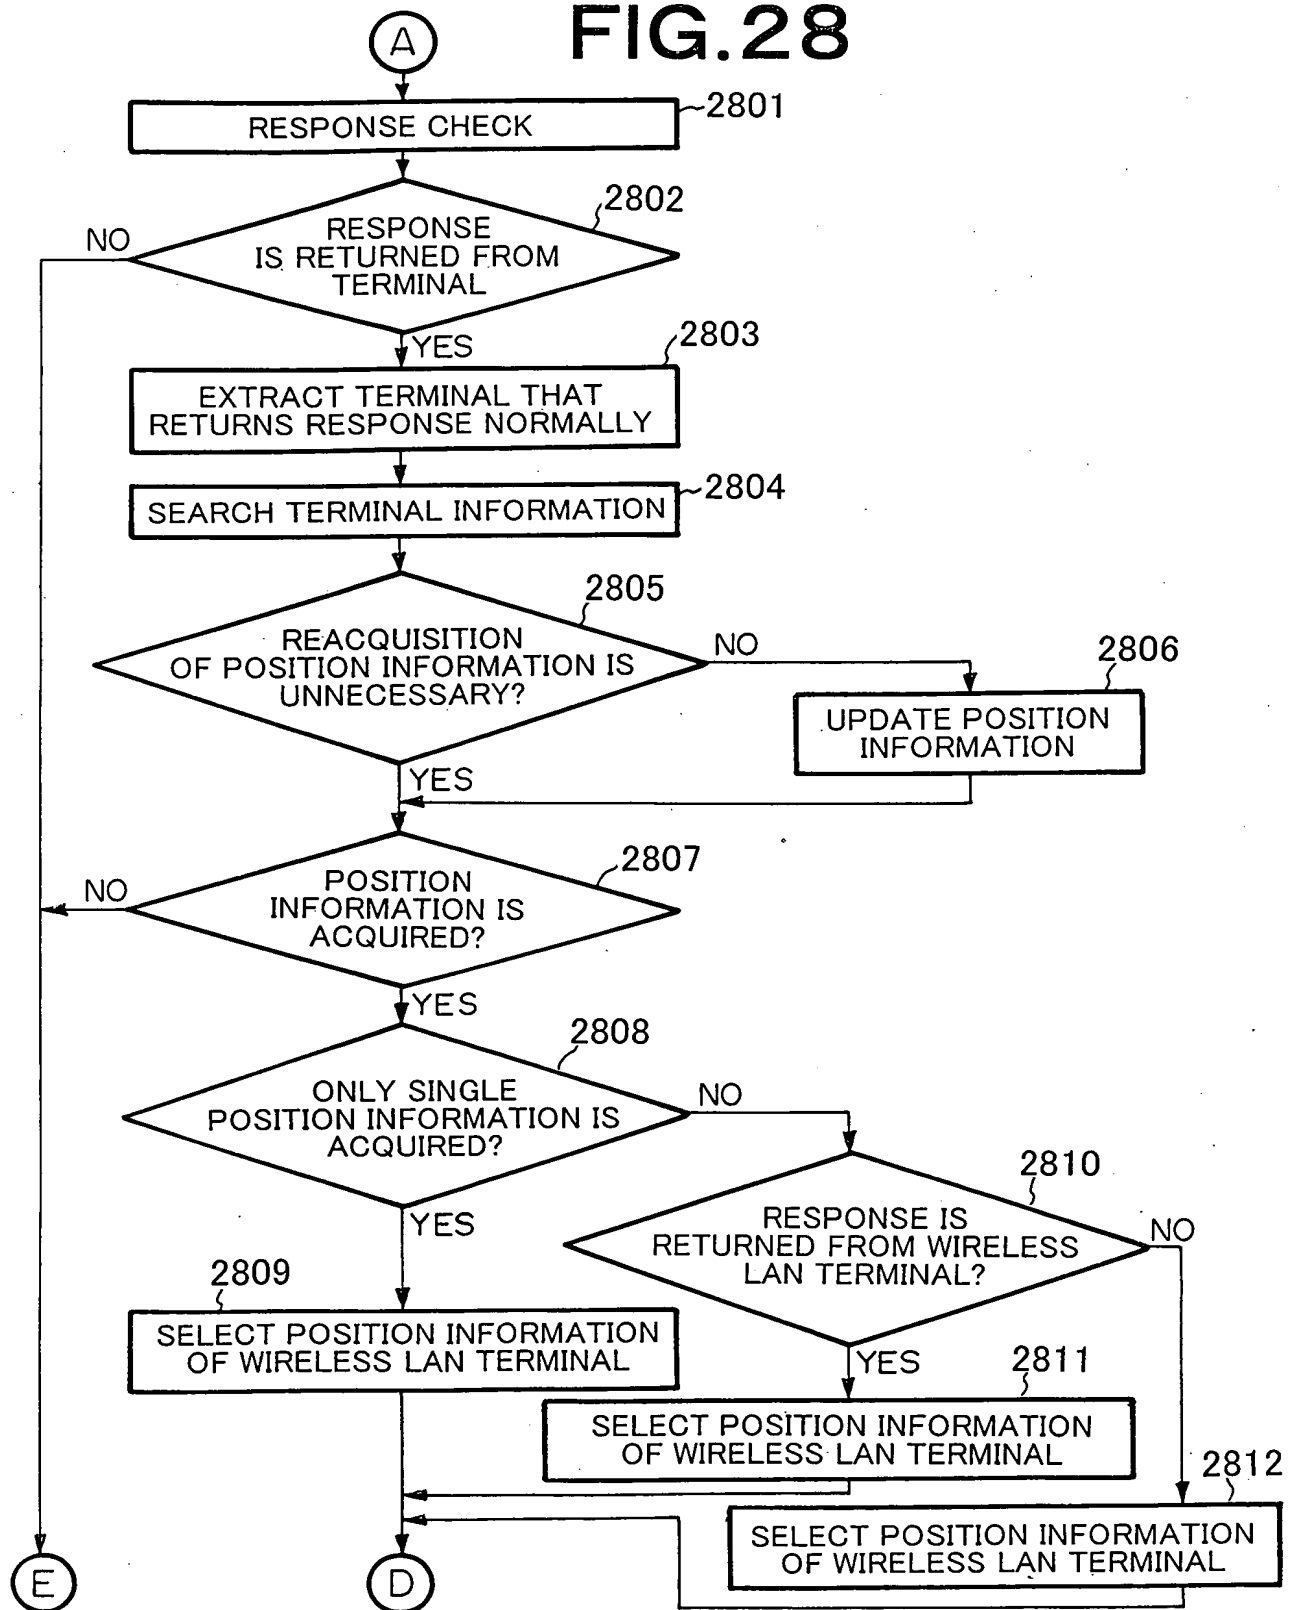 FIG.28
A
2801
RESPONSE CHECK
2802
NO
RESPONSE
IS RETURNED FROM
TERMINAL
YES
2803
EXTRACT TERMINAL THAT
RETURNS RESPONSE NORMALLY
2804
SEARCH TERMINAL INFORMATION
2805
REACQUISITION
OF POSITION INFORMATION IS
UNNECESSARY?
NO
2806
UPDATE POSITION
INFORMATION
YES
2807
NO
POSITION
INFORMATION IS
ACQUIRED?
YES
2808
ONLY SINGLE
POSITION INFORMATION IS
ACQUIRED?
NO
2810
YES
RESPONSE IS
RETURNED FROM WIRELESS
LAN TERMINAL?
NO
2809
SELECT POSITION INFORMATION
OF WIRELESS LAN TERMINAL
YES
2811
SELECT POSITION INFORMATION
OF WIRELESS LAN TERMINAL
2812
SELECT POSITION INFORMATION
OF WIRELESS LAN TERMINAL
E
D